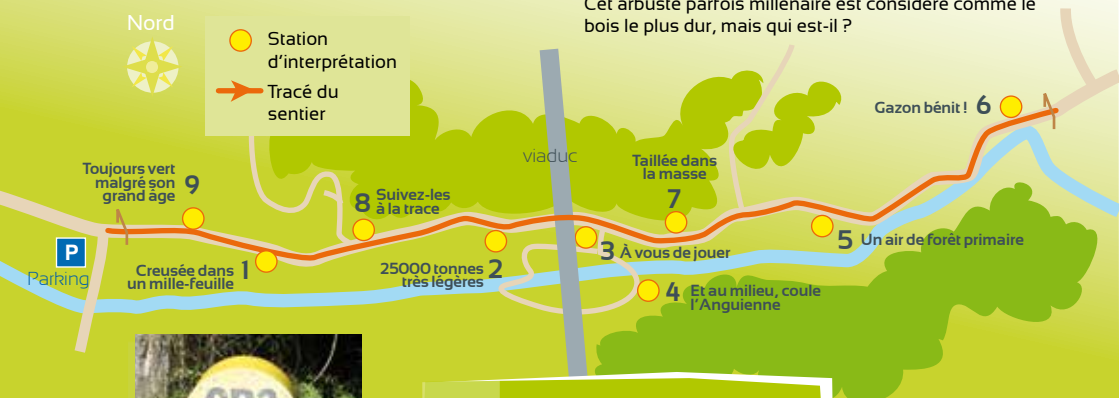 Cet arbuste parfois millénaire est considéré comme le
bois le plus dur, mais qui est-il ?
Nord
Station
d'interprétation
Tracé du
sentier
viaduc
Gazon bénit ! 6
Toujours vert
malgré son
grand âge
9
8 Suivez-les
à la trace
Taillée dans
la masse
7
P
Parking
Creusée dans
un mille-feuille
1
25000 tonnes
très légères
2
3 À vous de jouer
4 Et au milieu, coule
l'Anguienne
5 Un air de forêt primaire